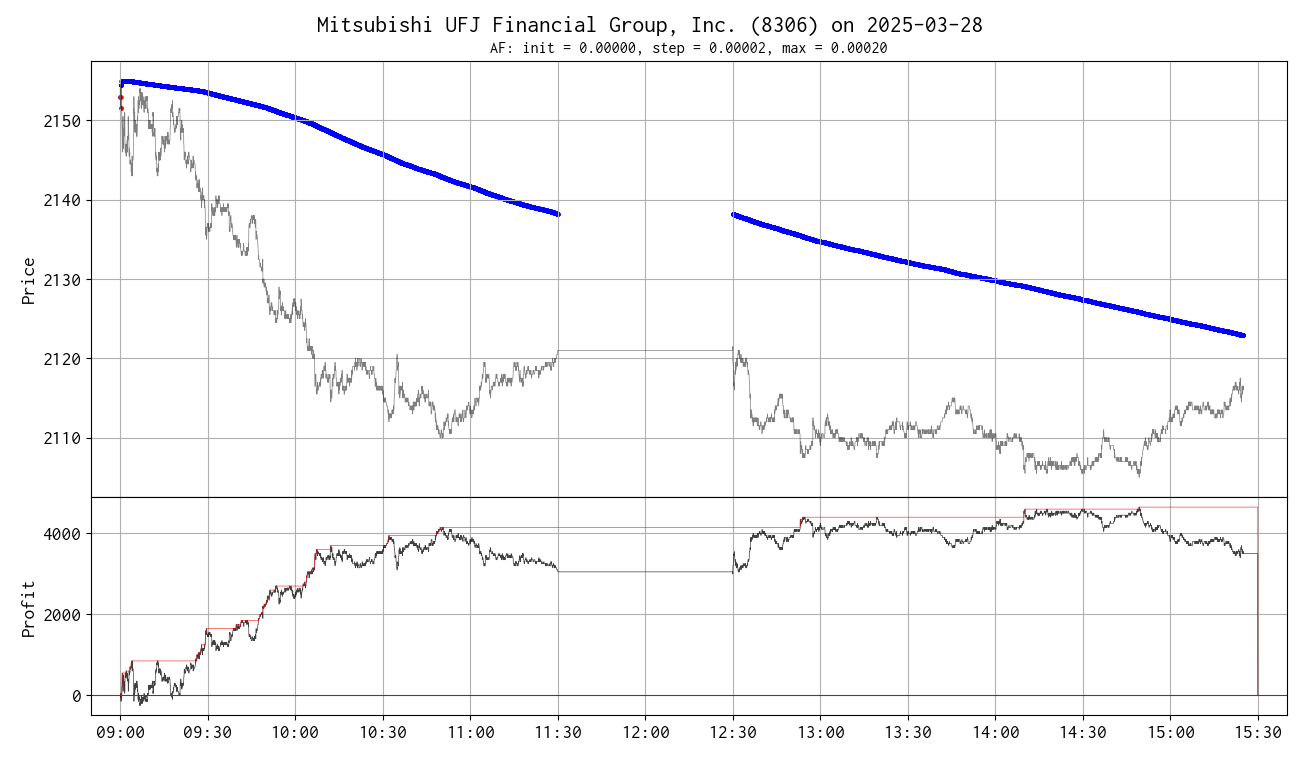 Mitsubishi UFJ Financial Group, Inc. (8306) on 2025-03-28
AF: init = 0.00000, step = 0.00002, max = 0.00020
Price
2150
2140
2130
2120
2110
Profit
4000
2000
0
09:00 09:30 10:00 10:30 11:00 11:30 12:00 12:30 13:00 13:30 14:00 14:30 15:00 15:30